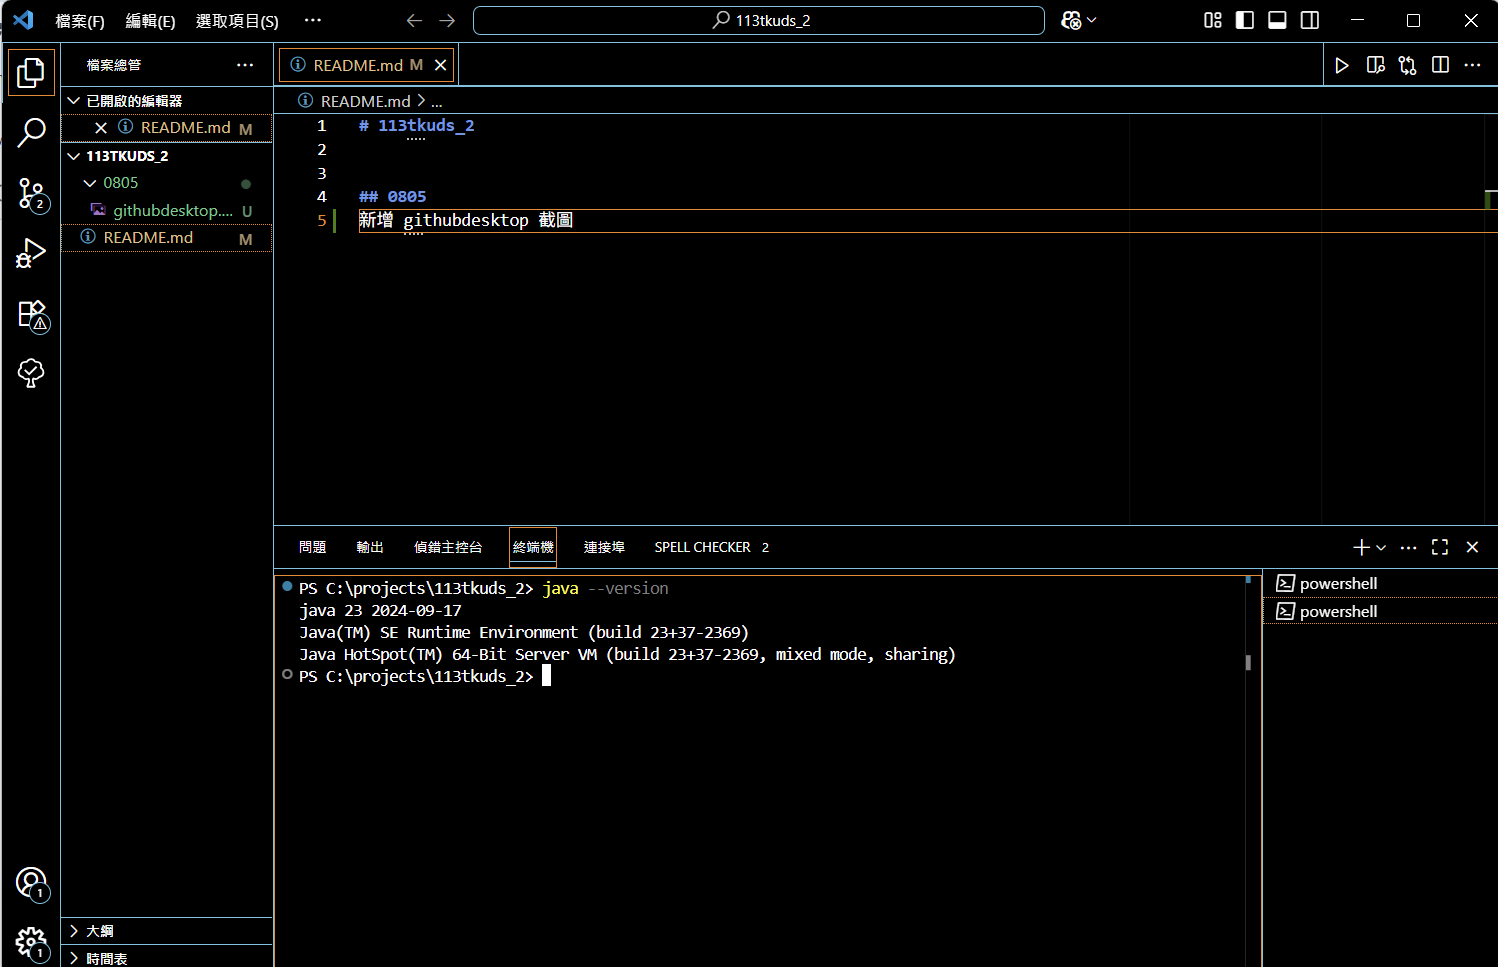 檔案(F) 編輯(E) 選取項目(S) ···
113tkuds_2
檔案總管 ···
README.md M
README.md > ...
已開啟的編輯器
README.md M
113TKUDS_2
0805
githubdesktop.... U
README.md M
1 # 113tkuds_2
2
3
4 ## 0805
5 新增 githubdesktop 截圖
2
問題 輸出 偵錯主控台 終端機 連接埠 SPELL CHECKER 2
PS C:\projects\113tkuds_2> java --version
java 23 2024-09-17
Java(TM) SE Runtime Environment (build 23+37-2369)
Java HotSpot(TM) 64-Bit Server VM (build 23+37-2369, mixed mode, sharing)
PS C:\projects\113tkuds_2>
powershell
powershell
1
1
大綱
時間表